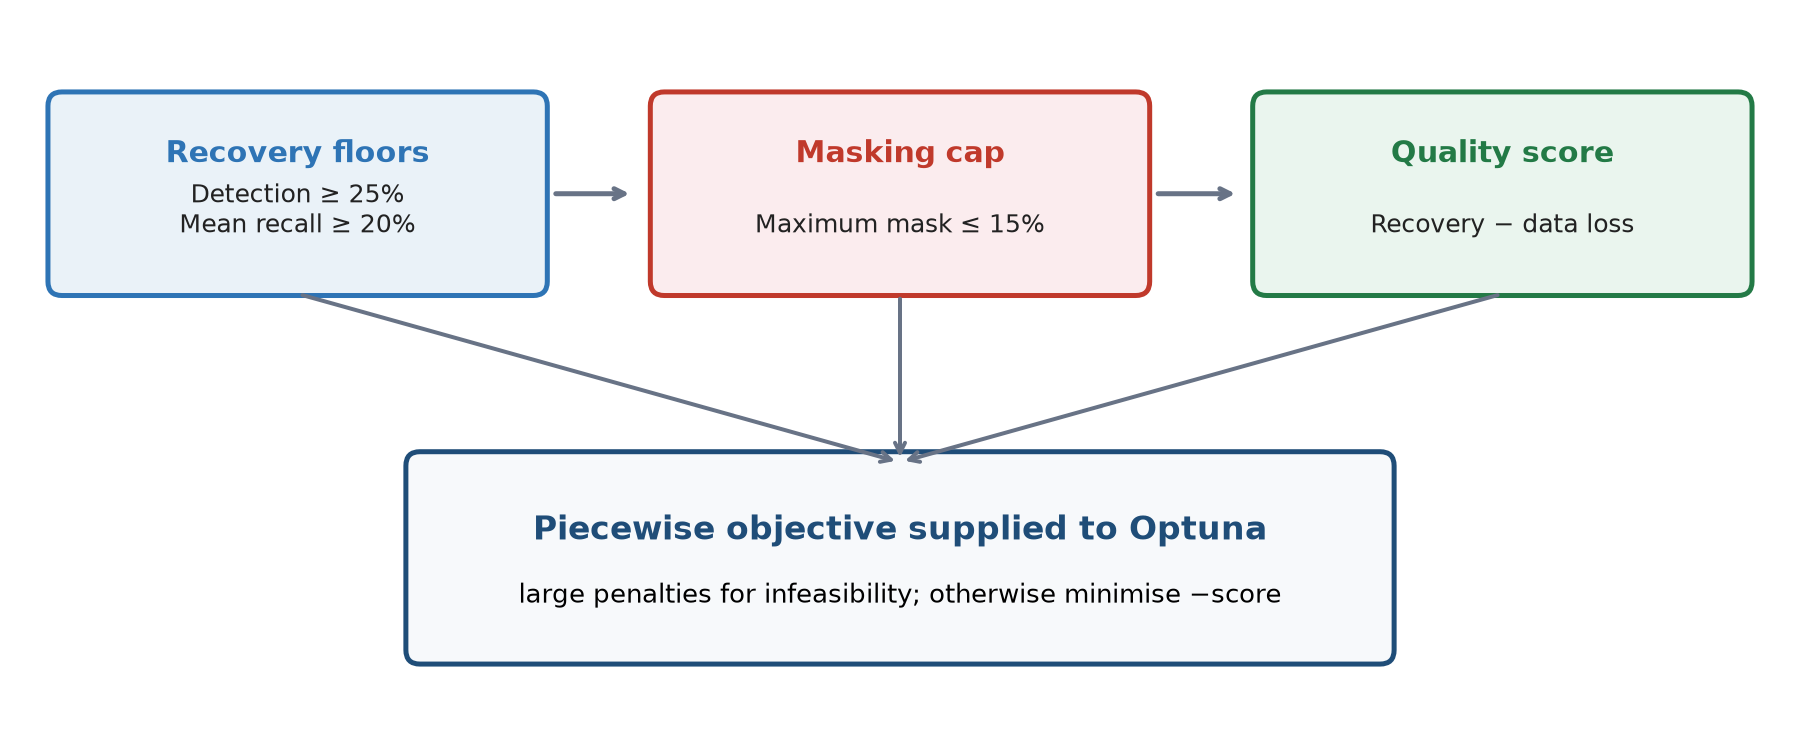 Recovery floors
Detection ≥ 25%
Mean recall ≥ 20%
Masking cap
Maximum mask ≤ 15%
Quality score
Recovery − data loss
Piecewise objective supplied to Optuna
large penalties for infeasibility; otherwise minimise −score